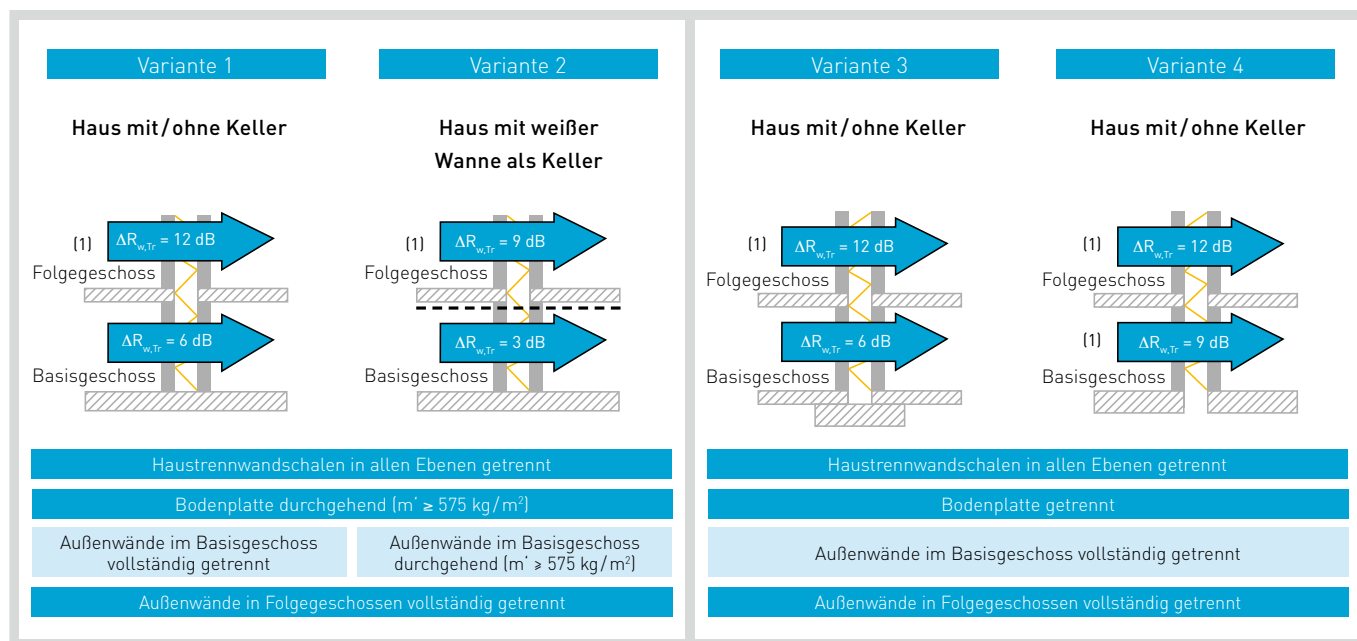 Variante 1
Haus mit/ohne Keller
(1) ΔRw,Tr = 12 dB
Folgegeschoss
ΔRw,Tr = 6 dB
Basisgeschoss
Variante 2
Haus mit weißer
Wanne als Keller
(1) ΔRw,Tr = 9 dB
Folgegeschoss
ΔRw,Tr = 3 dB
Basisgeschoss
Haustrennwandschalen in allen Ebenen getrennt
Bodenplatte durchgehend (m‘ ≥ 575 kg/m²)
Außenwände im Basisgeschoss
vollständig getrennt
Außenwände im Basisgeschoss
durchgehend (m‘ ≥ 575 kg/m²)
Außenwände in Folgegeschossen vollständig getrennt
Variante 3
Haus mit/ohne Keller
(1) ΔRw,Tr = 12 dB
Folgegeschoss
ΔRw,Tr = 6 dB
Basisgeschoss
Variante 4
Haus mit/ohne Keller
(1) ΔRw,Tr = 12 dB
Folgegeschoss
(1) ΔRw,Tr = 9 dB
Basisgeschoss
Haustrennwandschalen in allen Ebenen getrennt
Bodenplatte getrennt
Außenwände im Basisgeschoss vollständig getrennt
Außenwände in Folgegeschossen vollständig getrennt